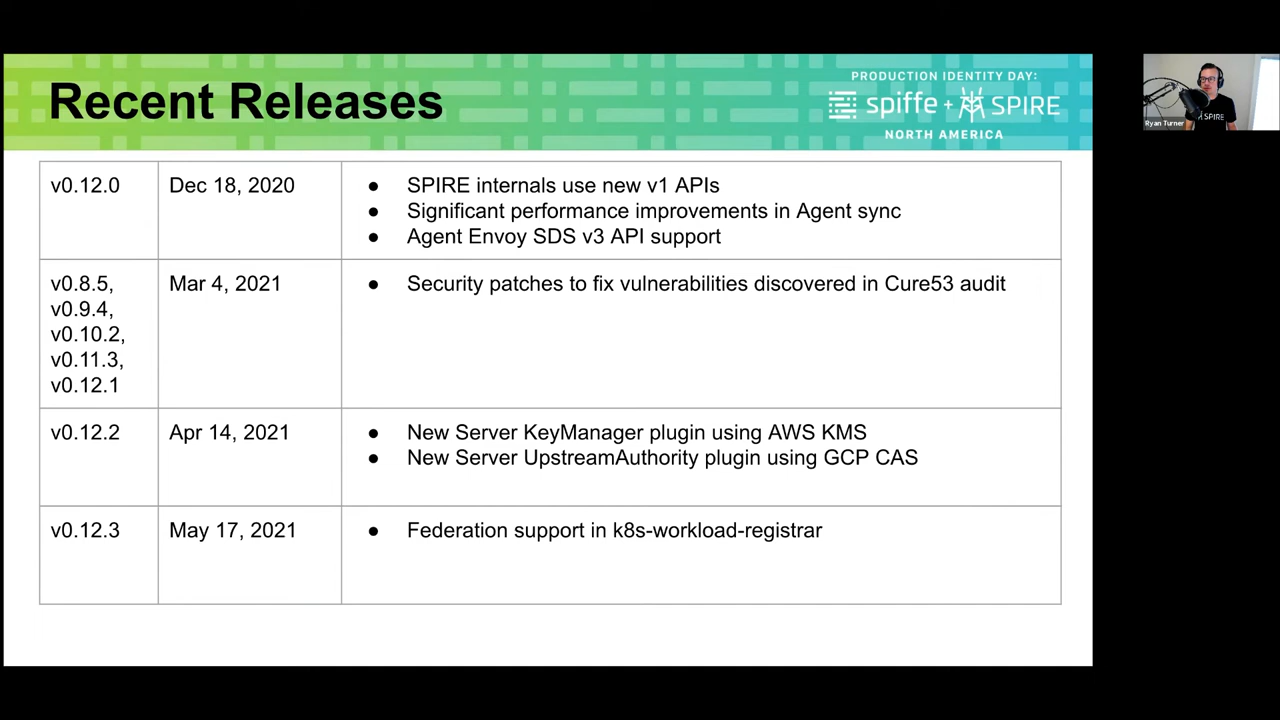 Recent Releases
PRODUCTION IDENTITY DAY:
spiffe + SPIRE
NORTH AMERICA
Ryan Turner
SPIRE
v0.12.0 Dec 18, 2020 ● SPIRE internals use new v1 APIs
● Significant performance improvements in Agent sync
● Agent Envoy SDS v3 API support
v0.8.5, Mar 4, 2021 ● Security patches to fix vulnerabilities discovered in Cure53 audit
v0.9.4,
v0.10.2,
v0.11.3,
v0.12.1
v0.12.2 Apr 14, 2021 ● New Server KeyManager plugin using AWS KMS
● New Server UpstreamAuthority plugin using GCP CAS
v0.12.3 May 17, 2021 ● Federation support in k8s-workload-registrar